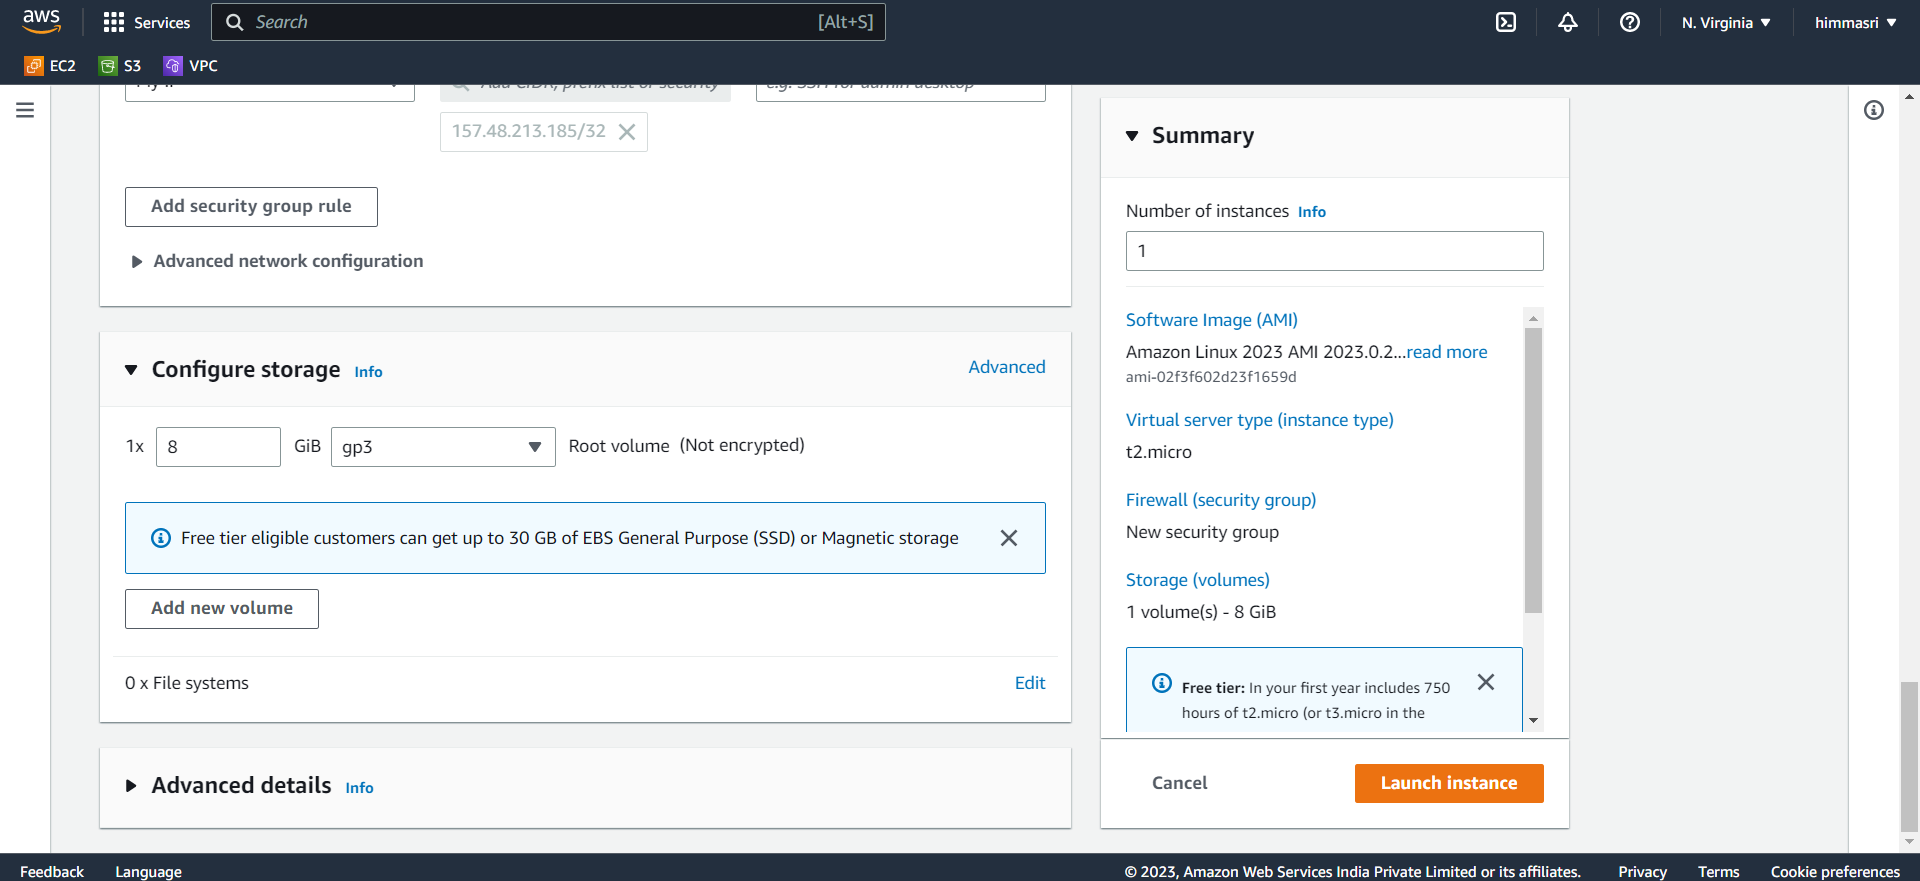 aws
Services
Search
[Alt+S]
N. Virginia
himmasri
EC2
S3
VPC
157.48.213.185/32
Add security group rule
Advanced network configuration
Configure storage Info
Advanced
1x 8 GiB gp3 Root volume (Not encrypted)
Free tier eligible customers can get up to 30 GB of EBS General Purpose (SSD) or Magnetic storage
Add new volume
0 x File systems
Edit
Advanced details Info
Summary
Number of instances Info
1
Software Image (AMI)
Amazon Linux 2023 AMI 2023.0.2...read more
ami-02f3f602d23f1659d
Virtual server type (instance type)
t2.micro
Firewall (security group)
New security group
Storage (volumes)
1 volume(s) - 8 GiB
Free tier: In your first year includes 750
hours of t2.micro (or t3.micro in the
Cancel
Launch instance
Feedback
Language
© 2023, Amazon Web Services India Private Limited or its affiliates.
Privacy
Terms
Cookie preferences